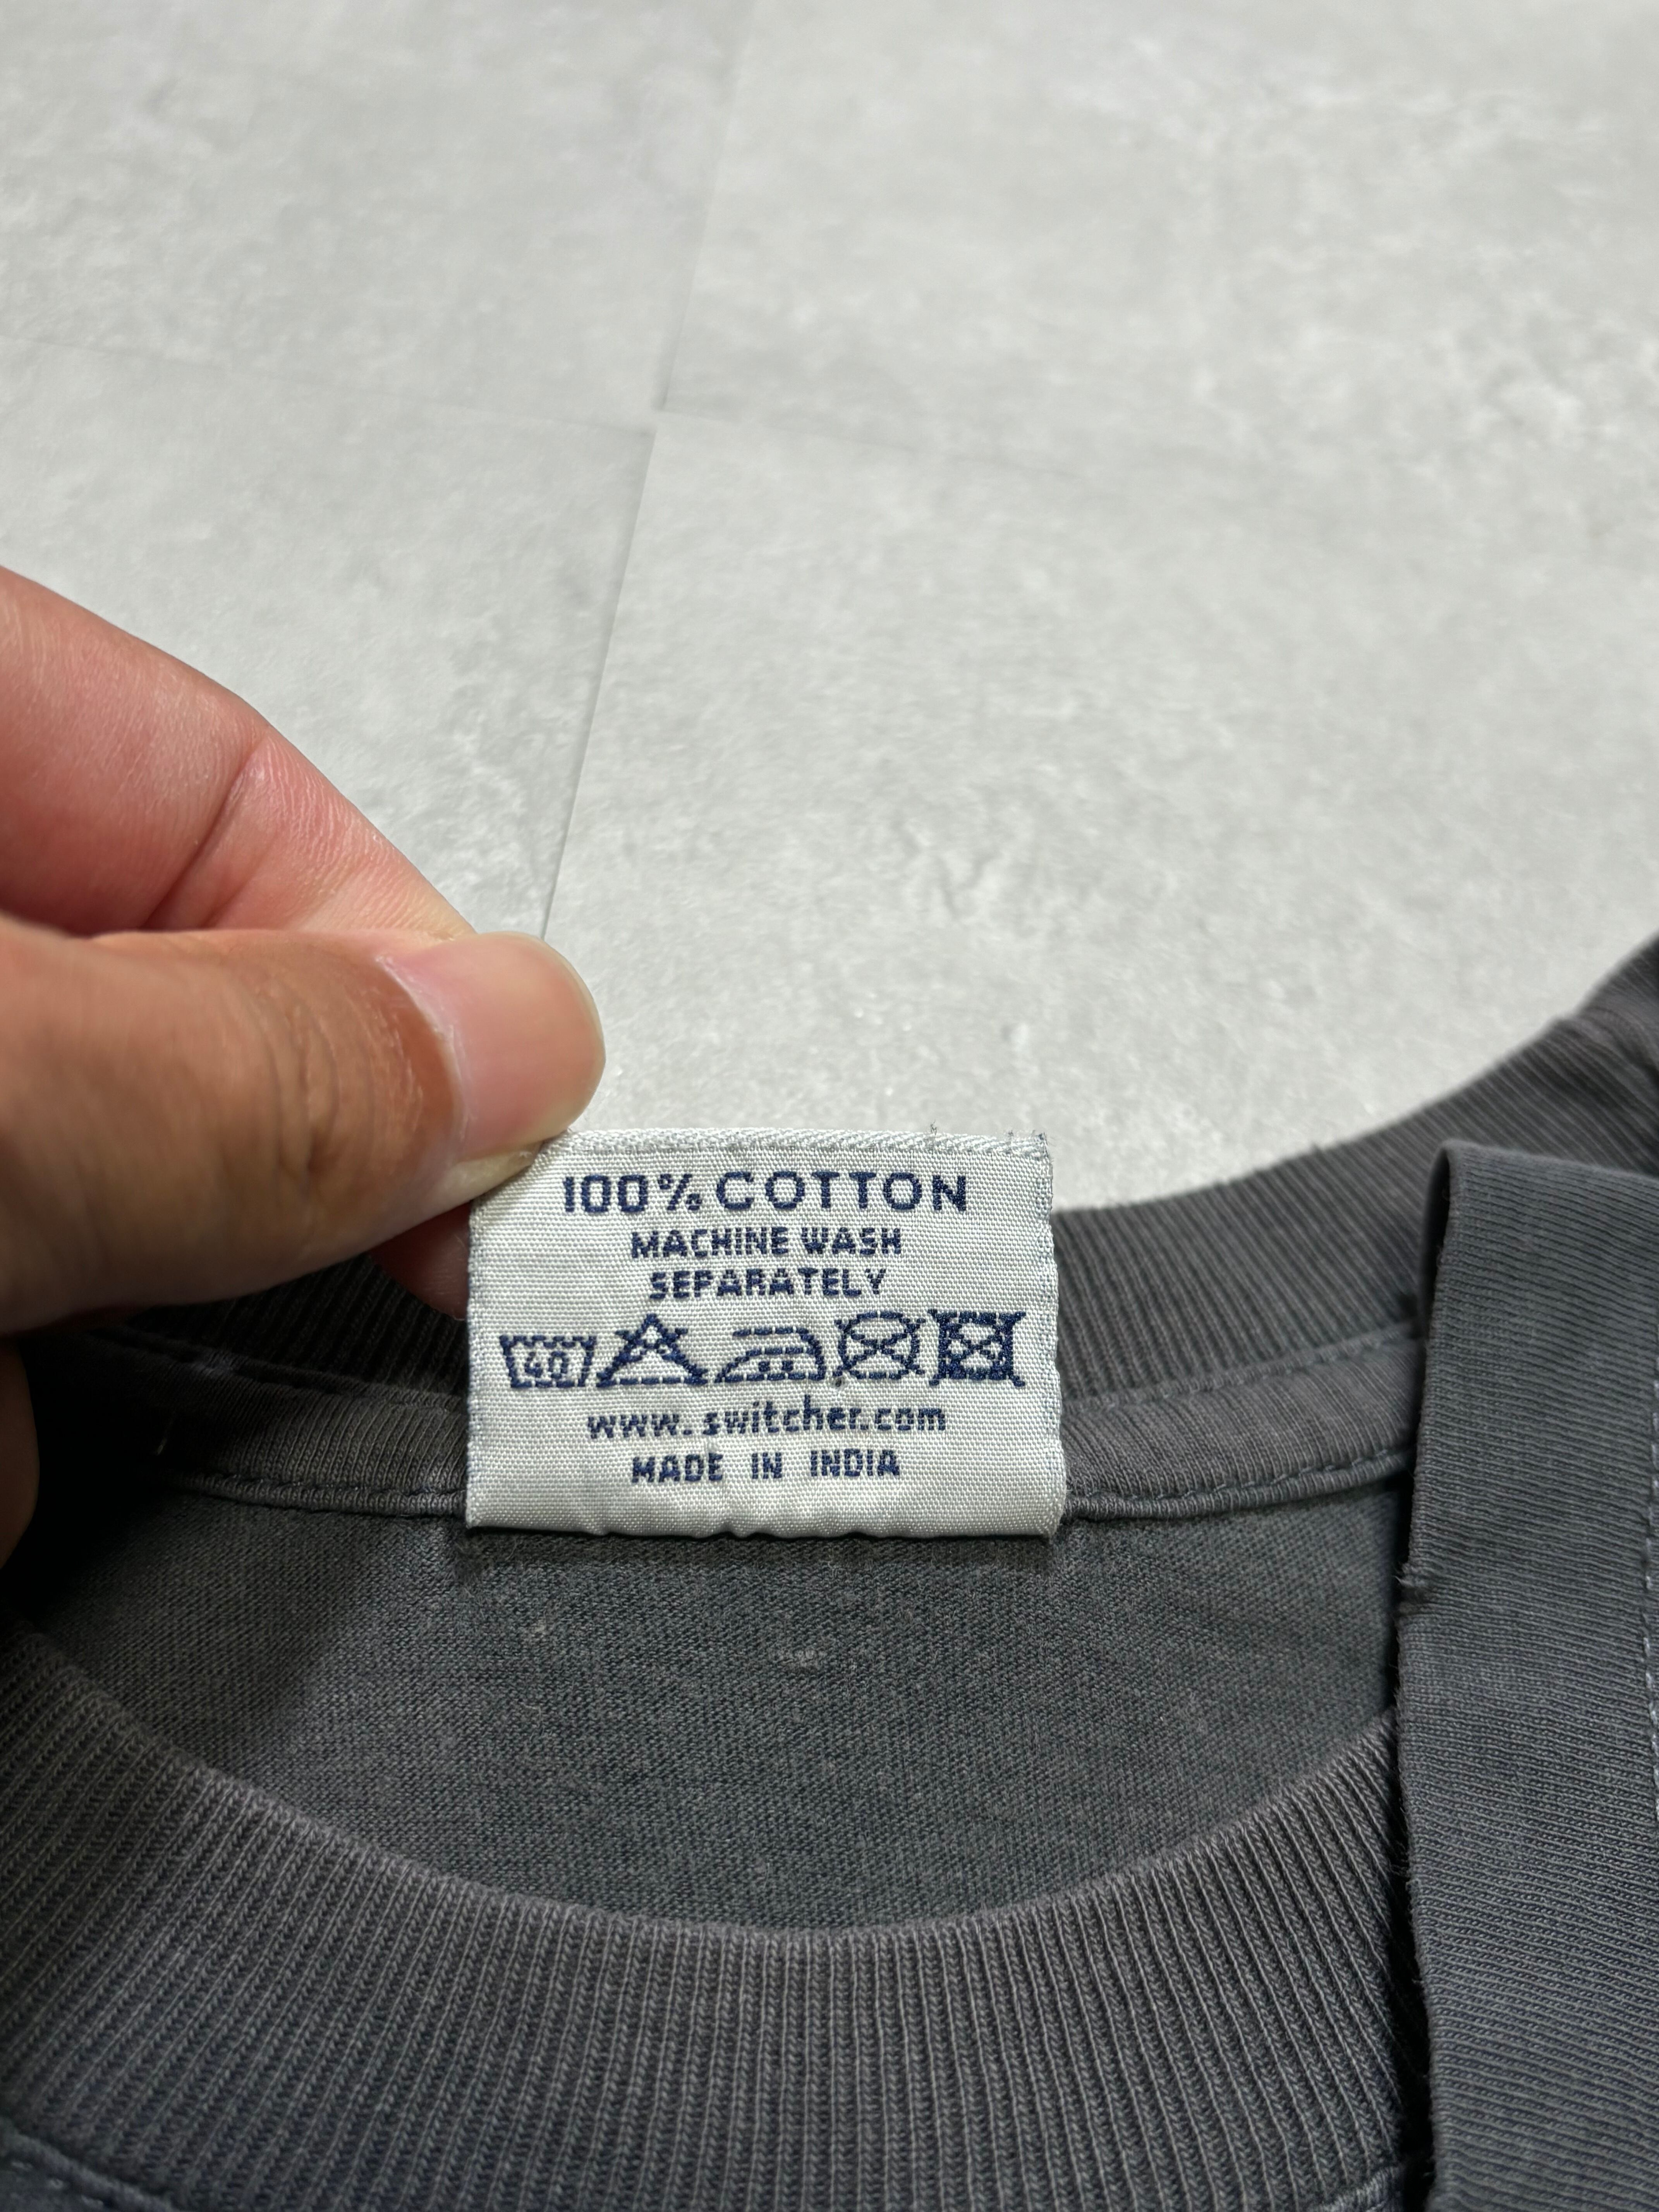 100% COTTON
MACHINE WASH
SEPARATELY
40
www.switcher.com
MADE IN INDIA